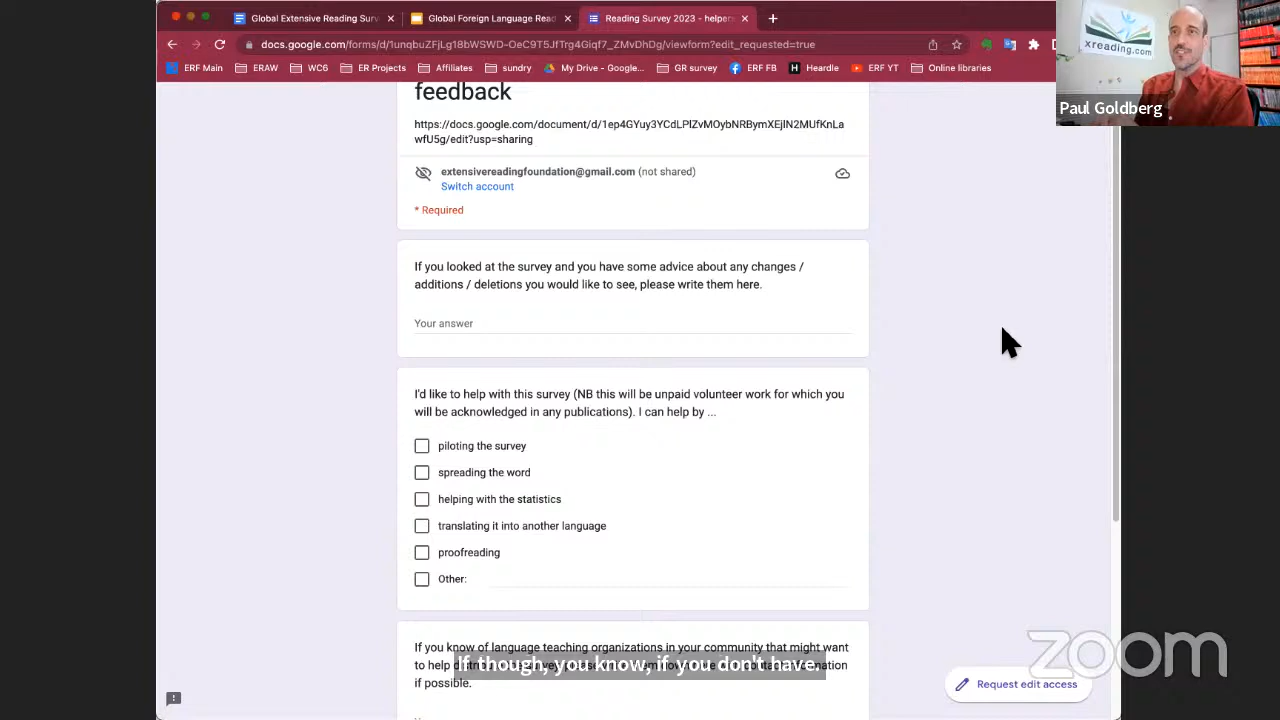 Global Extensive Reading Surv
Global Foreign Language Read
Reading Survey 2023 - helpers
docs.google.com/forms/d/1unqbuZFjLg18bWSWD-OeC9T5JfTrg4Giqf7_ZMvDhDg/viewform?edit_requested=true
ERF Main
ERAW
WC6
ER Projects
Affiliates
sundry
My Drive - Google...
GR survey
ERF FB
Heardle
ERF YT
Online libraries
xreading.com
Paul Goldberg
feedback
https://docs.google.com/document/d/1ep4GYuy3YCdLPlZvMOybNRBymXEjlN2MUfKnLa
wfU5g/edit?usp=sharing
extensivereadingfoundation@gmail.com (not shared)
Switch account
* Required
If you looked at the survey and you have some advice about any changes /
additions / deletions you would like to see, please write them here.
Your answer
I'd like to help with this survey (NB this will be unpaid volunteer work for which you
will be acknowledged in any publications). I can help by ...
piloting the survey
spreading the word
helping with the statistics
translating it into another language
proofreading
Other:
If you know of language teaching organizations in your community that might want
to help
if possible.
If though, you know, if you don't have.
Request edit access
zoom